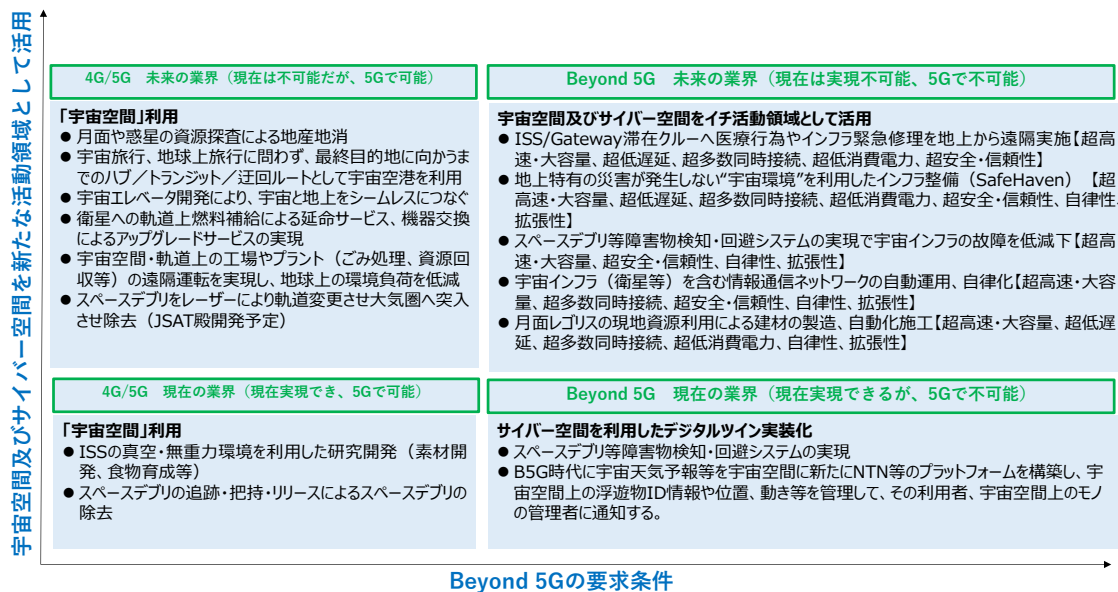 宇宙空間及びサイバー空間を新たな活動領域として活用
4G/5G 未来の業界（現在は不可能だが、5Gで可能）
「宇宙空間」利用
● 月面や惑星の資源探査による地産地消
● 宇宙旅行、地球上旅行に問わず、最終目的地に向かうま
でのハブ／トランジット／迂回ルートとして宇宙空港を利用
● 宇宙エレベータ開発により、宇宙と地上をシームレスにつなぐ
● 衛星への軌道上燃料補給による延命サービス、機器交換
によるアップグレードサービスの実現
● 宇宙空間・軌道上の工場やプラント（ごみ処理、資源回
収等）の遠隔運転を実現し、地球上の環境負荷を低減
● スペースデブリをレーザーにより軌道変更させ大気圏へ突入
させ除去（JSAT殿開発予定）
Beyond 5G 未来の業界（現在は実現不可能、5Gで不可能）
宇宙空間及びサイバー空間をイチ活動領域として活用
● ISS/Gateway滞在クルーへ医療行為やインフラ緊急修理を地上から遠隔実施【超高
速・大容量、超低遅延、超多数同時接続、超低消費電力、超安全・信頼性】
● 地上特有の災害が発生しない“宇宙環境”を利用したインフラ整備（SafeHaven）【超
高速・大容量、超低遅延、超多数同時接続、超低消費電力、超安全・信頼性、自律性、
拡張性】
● スペースデブリ等障害物検知・回避システムの実現で宇宙インフラの故障を低減下【超高
速・大容量、超安全・信頼性、自律性、拡張性】
● 宇宙インフラ（衛星等）を含む情報通信ネットワークの自動運用、自律化【超高速・大容
量、超多数同時接続、超安全・信頼性、自律性、拡張性】
● 月面レゴリスの現地資源利用による建材の製造、自動化施工【超高速・大容量、超低遅
延、超多数同時接続、超低消費電力、自律性、拡張性】
4G/5G 現在の業界（現在実現でき、5Gで可能）
「宇宙空間」利用
● ISSの真空・無重力環境を利用した研究開発（素材開
発、食物育成等）
● スペースデブリの追跡・把持・リリースによるスペースデブリの
除去
Beyond 5G 現在の業界（現在実現できるが、5Gで不可能）
サイバー空間を利用したデジタルツイン実装化
● スペースデブリ等障害物検知・回避システムの実現
● B5G時代に宇宙天気予報等を宇宙空間に新たにNTN等のプラットフォームを構築し、宇
宙空間上の浮遊物ID情報や位置、動き等を管理して、その利用者、宇宙空間上のモノ
の管理者に通知する。
Beyond 5Gの要求条件